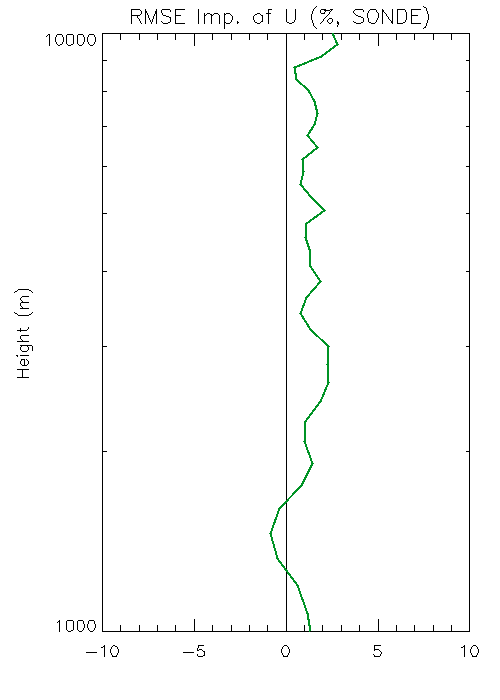 RMSE Imp. of U (%, SONDE)
10000
Height (m)
1000
-10 -5 0 5 10